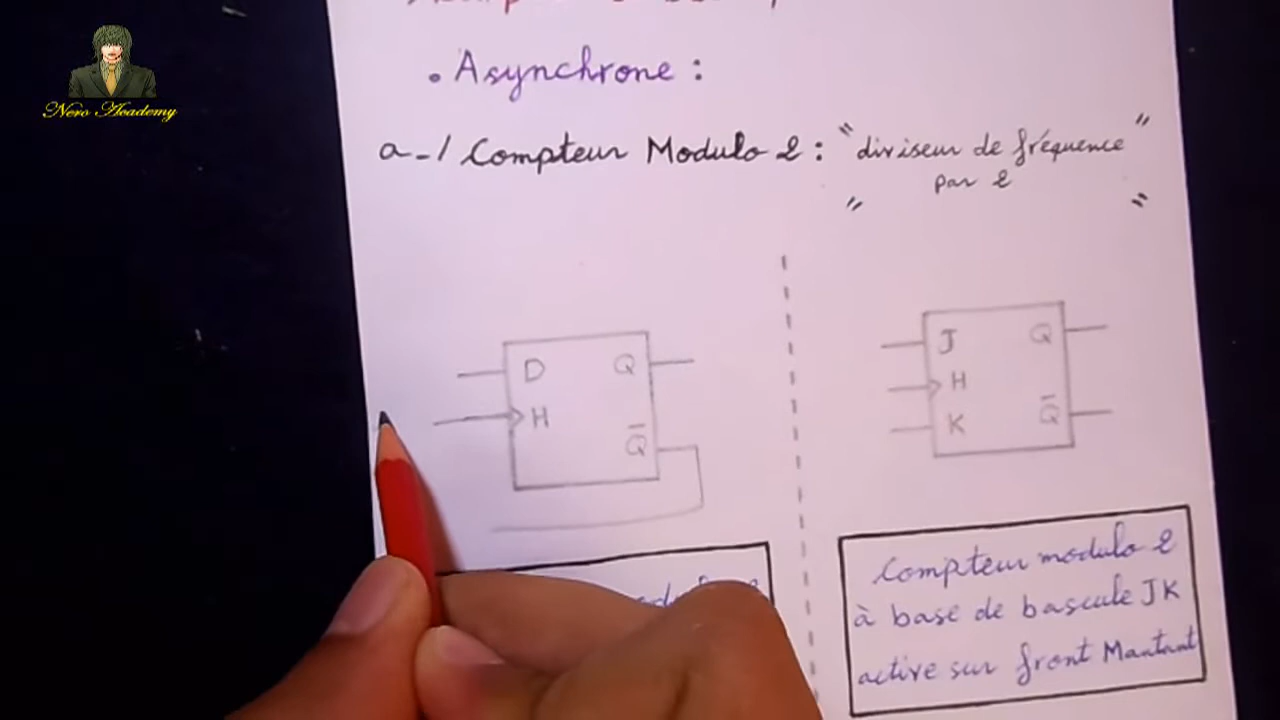 Nero Academy
• Asynchrone :
a-/ Compteur Modulo 2 : "diviseur de fréquence"
par 2
" "
D Q
H
Q̅
J Q
H
K Q̅
Compteur modulo 2
à base de bascule JK
active sur front Mantant